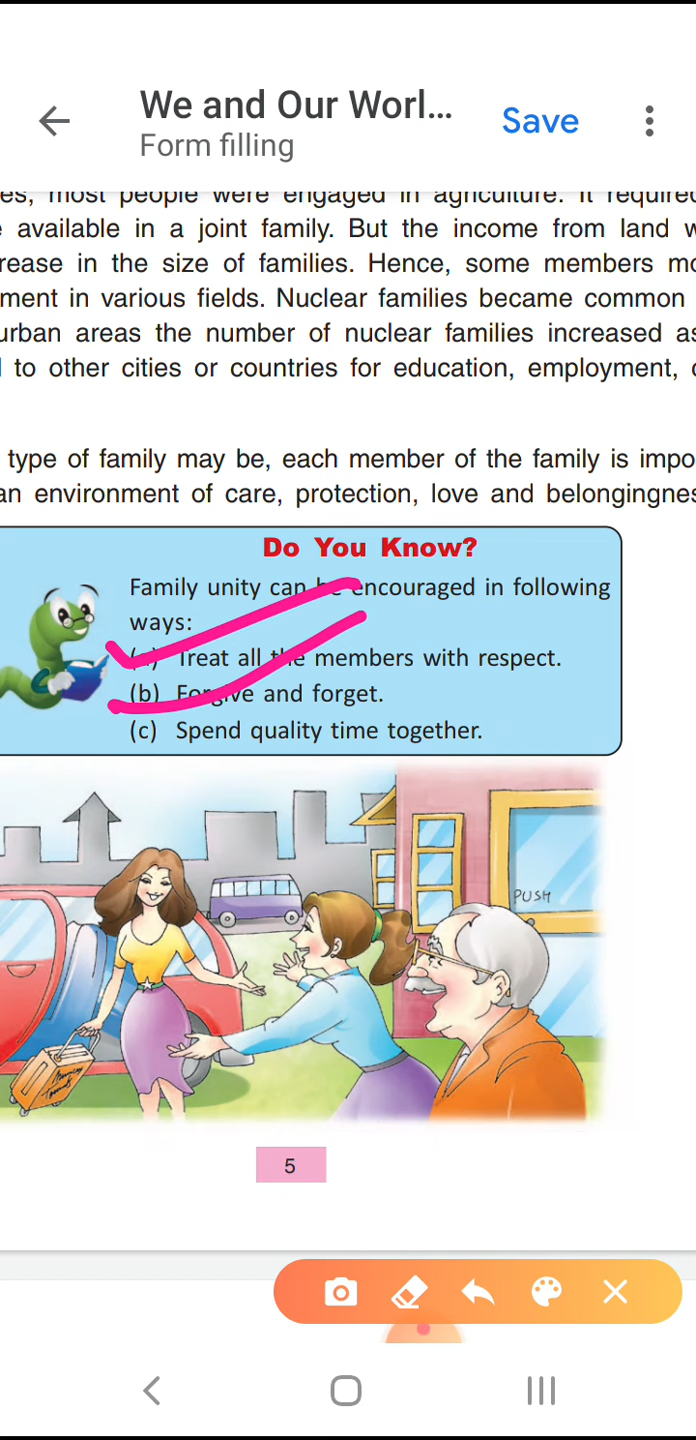 We and Our Worl...
Save
Form filling
es, most people were engaged in agriculture. It required
available in a joint family. But the income from land w
rease in the size of families. Hence, some members mo
ment in various fields. Nuclear families became common
urban areas the number of nuclear families increased as
to other cities or countries for education, employment,
type of family may be, each member of the family is impo
an environment of care, protection, love and belongingnes
Do You Know?
Family unity can be encouraged in following
ways:
(a) Treat all the members with respect.
(b) Forgive and forget.
(c) Spend quality time together.
PUSH
5